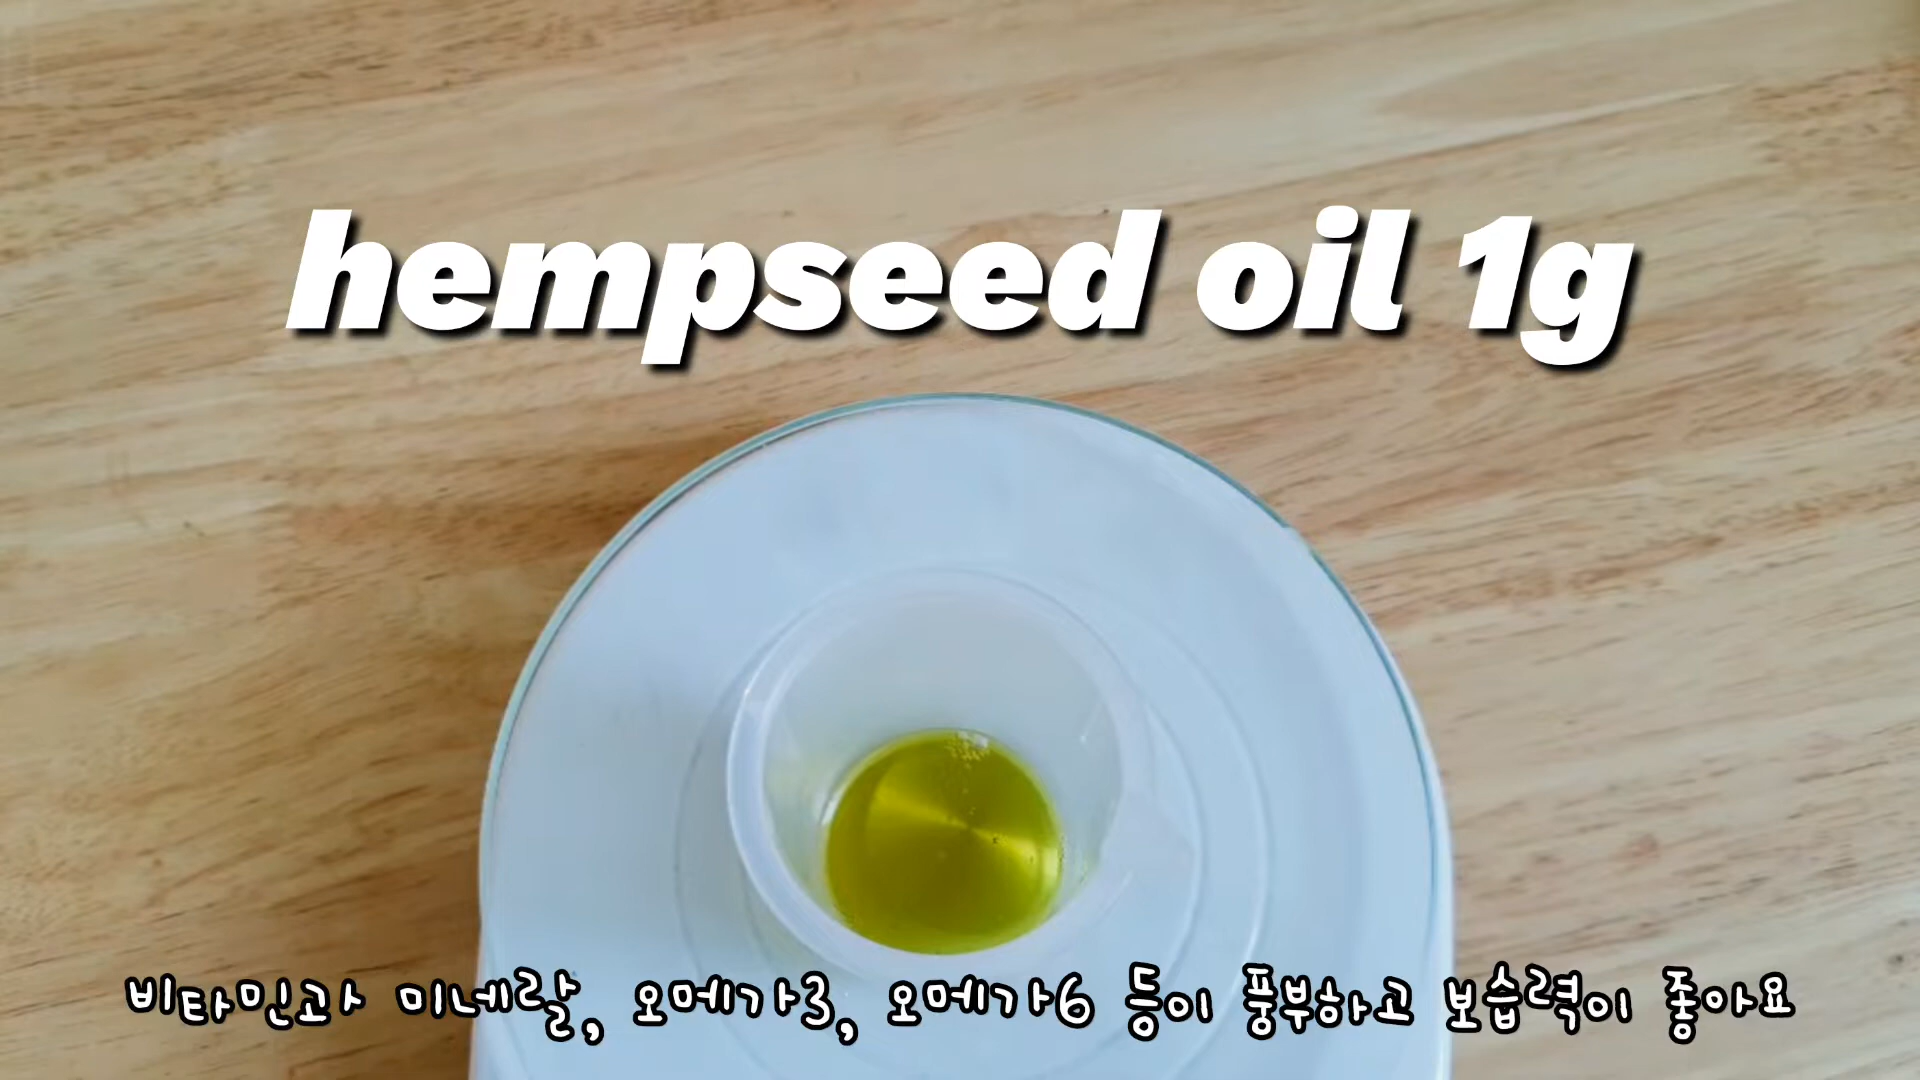 hempseed oil 1g
비타민과 미네랄, 오메가3, 오메가6 등이 풍부하고 보습력이 좋아요